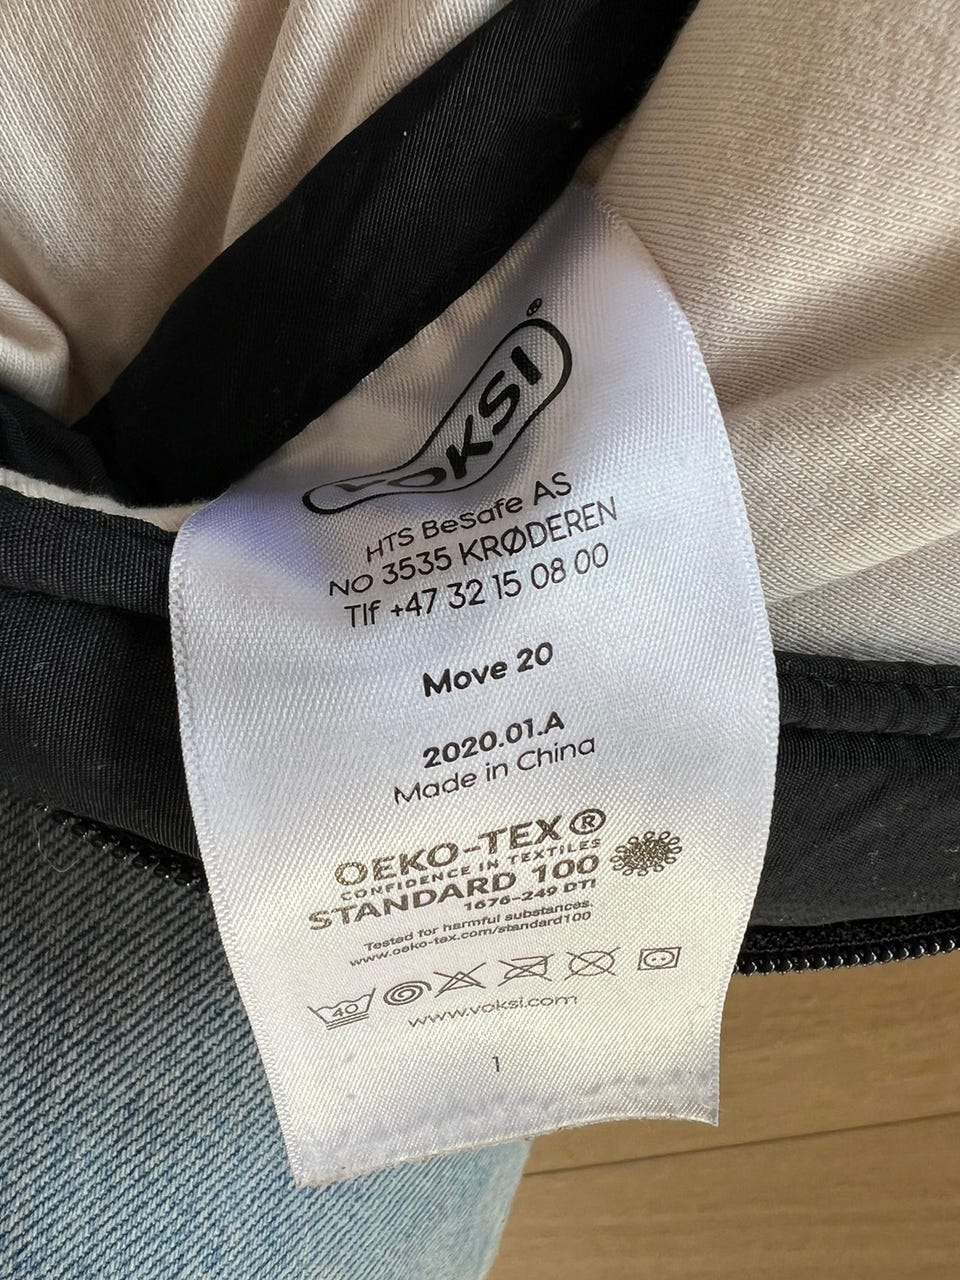 VOKSI®
HTS BeSafe AS
NO 3535 KRØDEREN
Tlf +47 32 15 08 00
Move 20
2020.01.A
Made in China
OEKO-TEX®
CONFIDENCE IN TEXTILES
STANDARD 100
1676-249 DTI
Tested for harmful substances.
www.oeko-tex.com/standard100
40
www.voksi.com
1